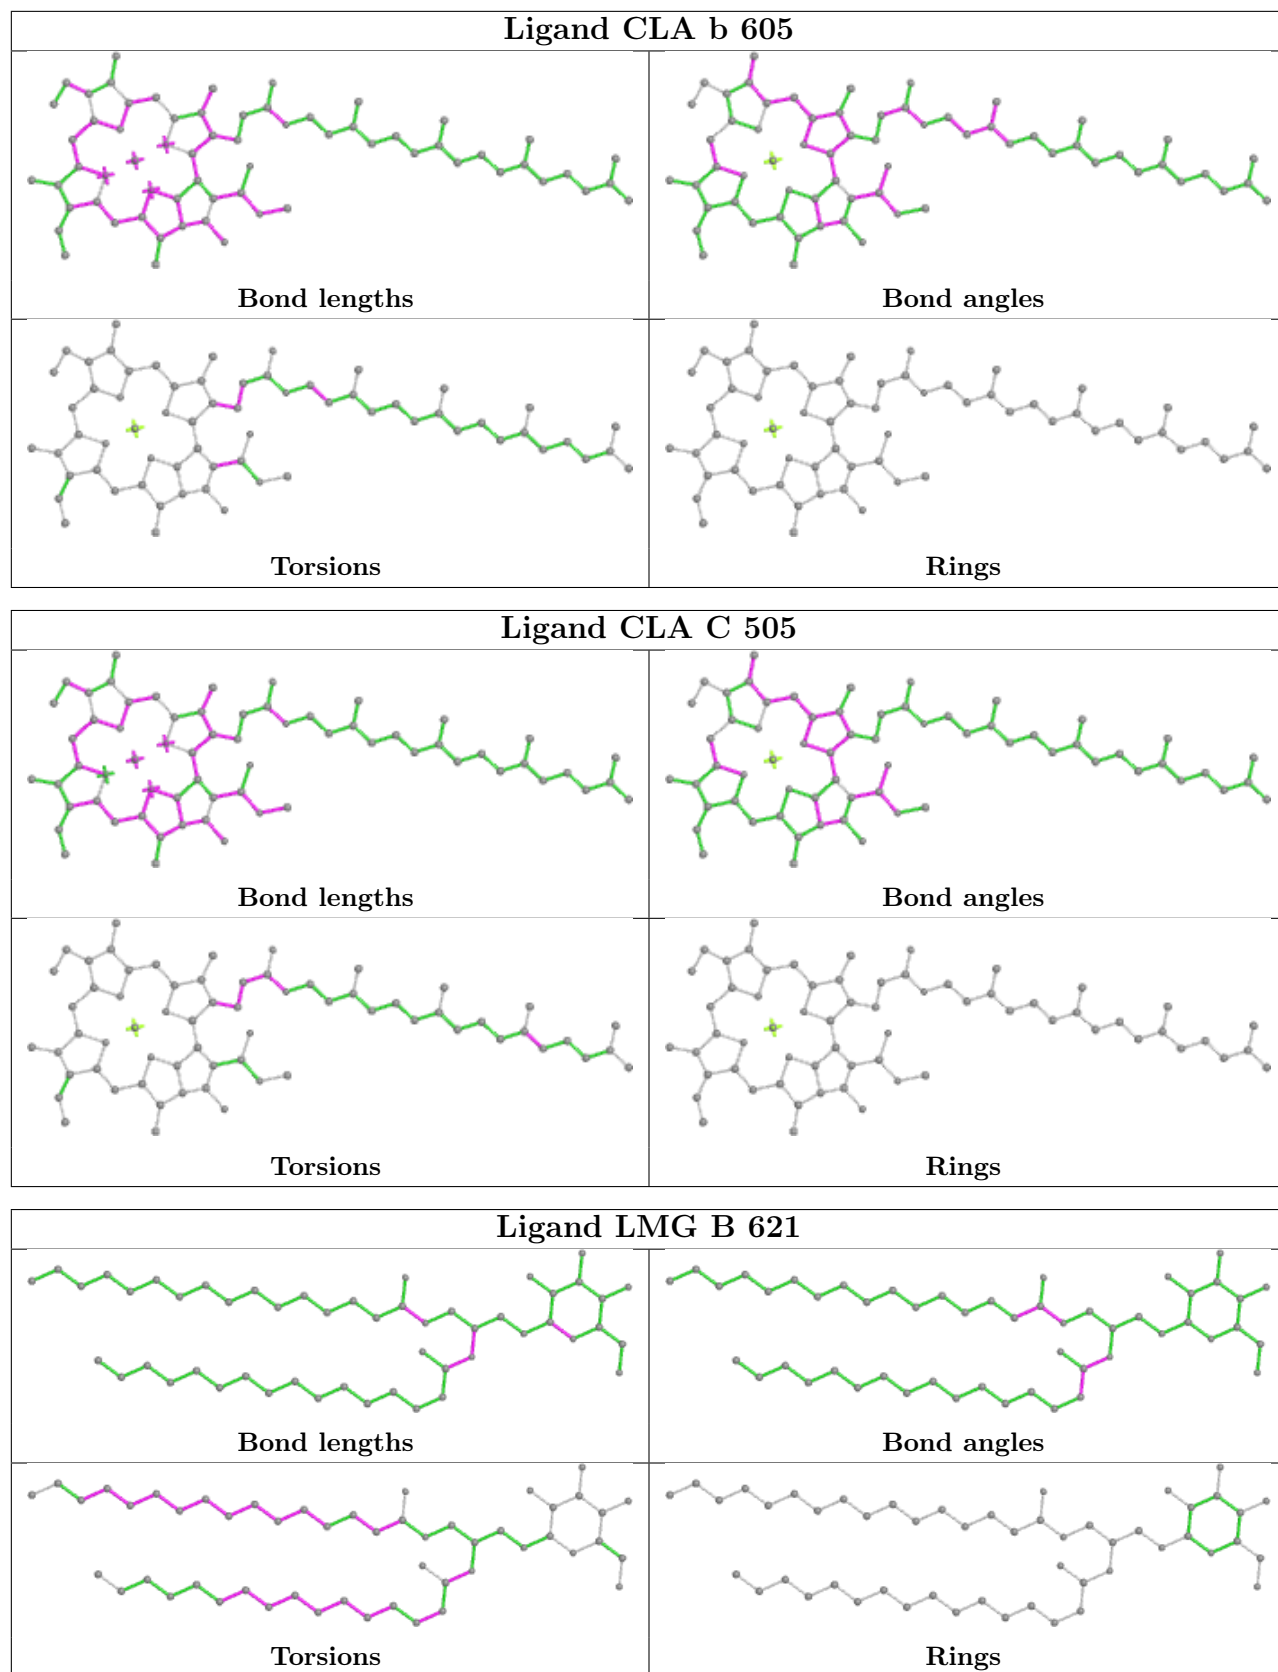 Ligand CLA b 605
Bond lengths
Bond angles
Torsions
Rings
Ligand CLA C 505
Bond lengths
Bond angles
Torsions
Rings
Ligand LMG B 621
Bond lengths
Bond angles
Torsions
Rings